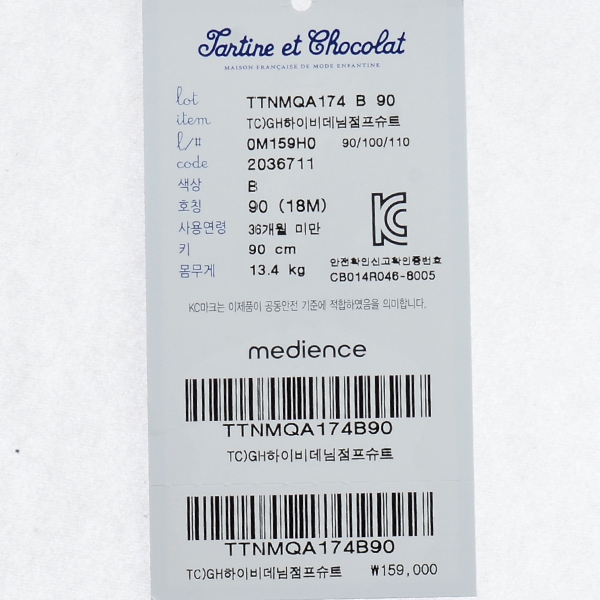 Tartine et Chocolat
MAISON FRANÇAISE DE MODE ENFANTINE
lot TTNMQA174 B 90
item TC)GH하이비데님점프슈트
l/# 0M159H0 90/100/110
code 2036711
색상 B
호칭 90 (18M)
사용연령 36개월 미만
키 90 cm
몸무게 13.4 kg
KC
안전확인신고확인증번호
CB014R046-8005
KC마크는 이제품이 공동안전 기준에 적합하였음을 의미합니다.
medience
TTNMQA174B90
TC)GH하이비데님점프슈트
TTNMQA174B90
TC)GH하이비데님점프슈트 ₩159,000